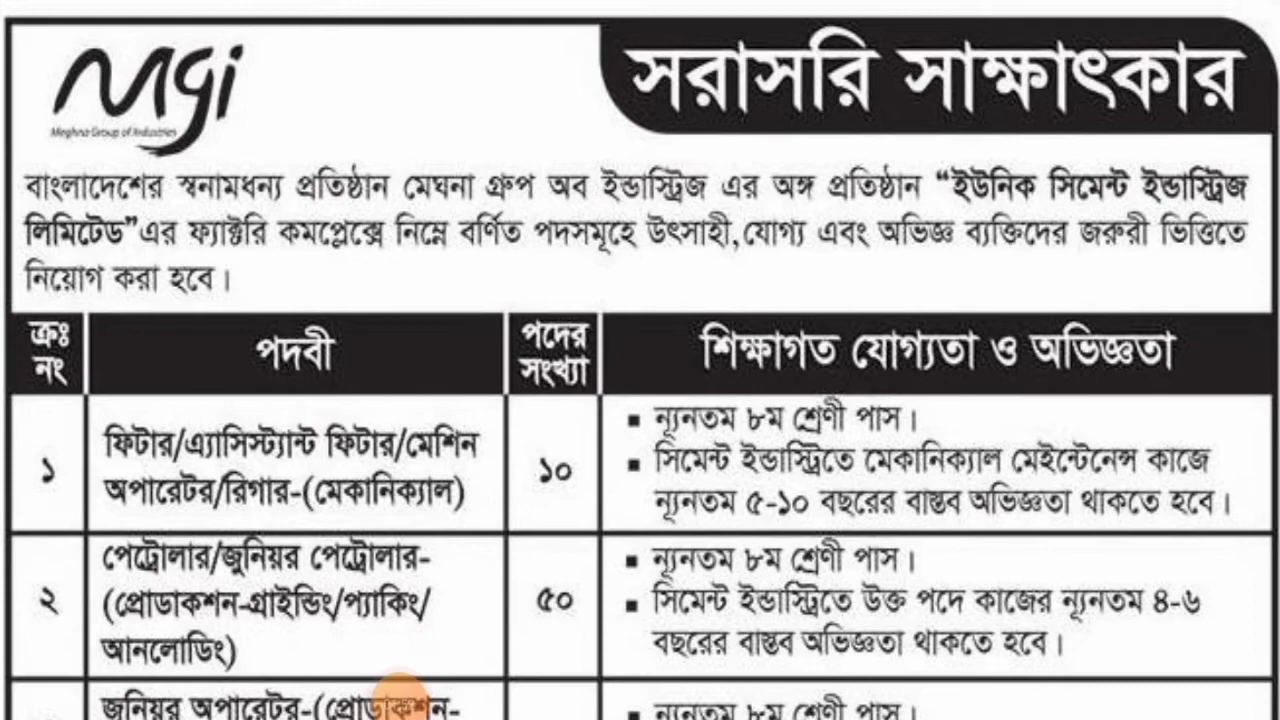 mgi
Meghna Group of Industries
সরাসরি সাক্ষাৎকার
বাংলাদেশের স্বনামধন্য প্রতিষ্ঠান মেঘনা গ্রুপ অব ইন্ডাস্ট্রিজ এর অঙ্গ প্রতিষ্ঠান “ইউনিক সিমেন্ট ইন্ডাস্ট্রিজ
লিমিটেড”এর ফ্যাক্টরি কমপ্লেক্সে নিম্নে বর্ণিত পদসমূহে উৎসাহী,যোগ্য এবং অভিজ্ঞ ব্যক্তিদের জরুরী ভিত্তিতে
নিয়োগ করা হবে।
ক্রঃ
নং
পদবী
পদের
সংখ্যা
শিক্ষাগত যোগ্যতা ও অভিজ্ঞতা
১
ফিটার/এ্যাসিস্ট্যান্ট ফিটার/মেশিন
অপারেটর/রিগার-(মেকানিক্যাল)
১০
▪ ন্যূনতম ৮ম শ্রেণী পাস।
▪ সিমেন্ট ইন্ডাস্ট্রিতে মেকানিক্যাল মেইন্টেনেন্স কাজে
ন্যূনতম ৫-১০ বছরের বাস্তব অভিজ্ঞতা থাকতে হবে।
২
পেট্রোলার/জুনিয়র পেট্রোলার-
(প্রোডাকশন-গ্রাইন্ডিং/প্যাকিং/
আনলোডিং)
৫০
▪ ন্যূনতম ৮ম শ্রেণী পাস।
▪ সিমেন্ট ইন্ডাস্ট্রিতে উক্ত পদে কাজের ন্যূনতম ৪-৬
বছরের বাস্তব অভিজ্ঞতা থাকতে হবে।
জুনিয়র অপারেটর-(প্রোডাকশন-
▪ ন্যূনতম ৮ম শ্রেণী পাস।